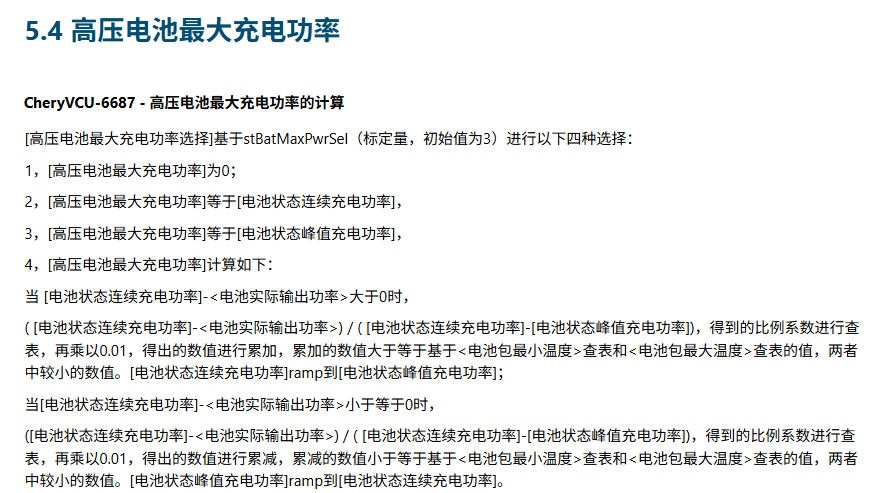 5.4 高压电池最大充电功率
CheryVCU-6687 - 高压电池最大充电功率的计算
[高压电池最大充电功率选择]基于stBatMaxPwrSel（标定量，初始值为3）进行以下四种选择：
1，[高压电池最大充电功率]为0；
2，[高压电池最大充电功率]等于[电池状态连续充电功率]，
3，[高压电池最大充电功率]等于[电池状态峰值充电功率]，
4，[高压电池最大充电功率]计算如下：
当 [电池状态连续充电功率]-<电池实际输出功率>大于0时，
( [电池状态连续充电功率]-<电池实际输出功率>) / ( [电池状态连续充电功率]-[电池状态峰值充电功率])，得到的比例系数进行查
表，再乘以0.01，得出的数值进行累加，累加的数值大于等于基于<电池包最小温度>查表和<电池包最大温度>查表的值，两者
中较小的数值。[电池状态连续充电功率]ramp到[电池状态峰值充电功率]；
当[电池状态连续充电功率]-<电池实际输出功率>小于等于0时，
([电池状态连续充电功率]-<电池实际输出功率>) / ( [电池状态连续充电功率]-[电池状态峰值充电功率])，得到的比例系数进行查
表，再乘以0.01，得出的数值进行累减，累减的数值小于等于基于<电池包最小温度>查表和<电池包最大温度>查表的值，两者
中较小的数值。[电池状态峰值充电功率]ramp到[电池状态连续充电功率]。